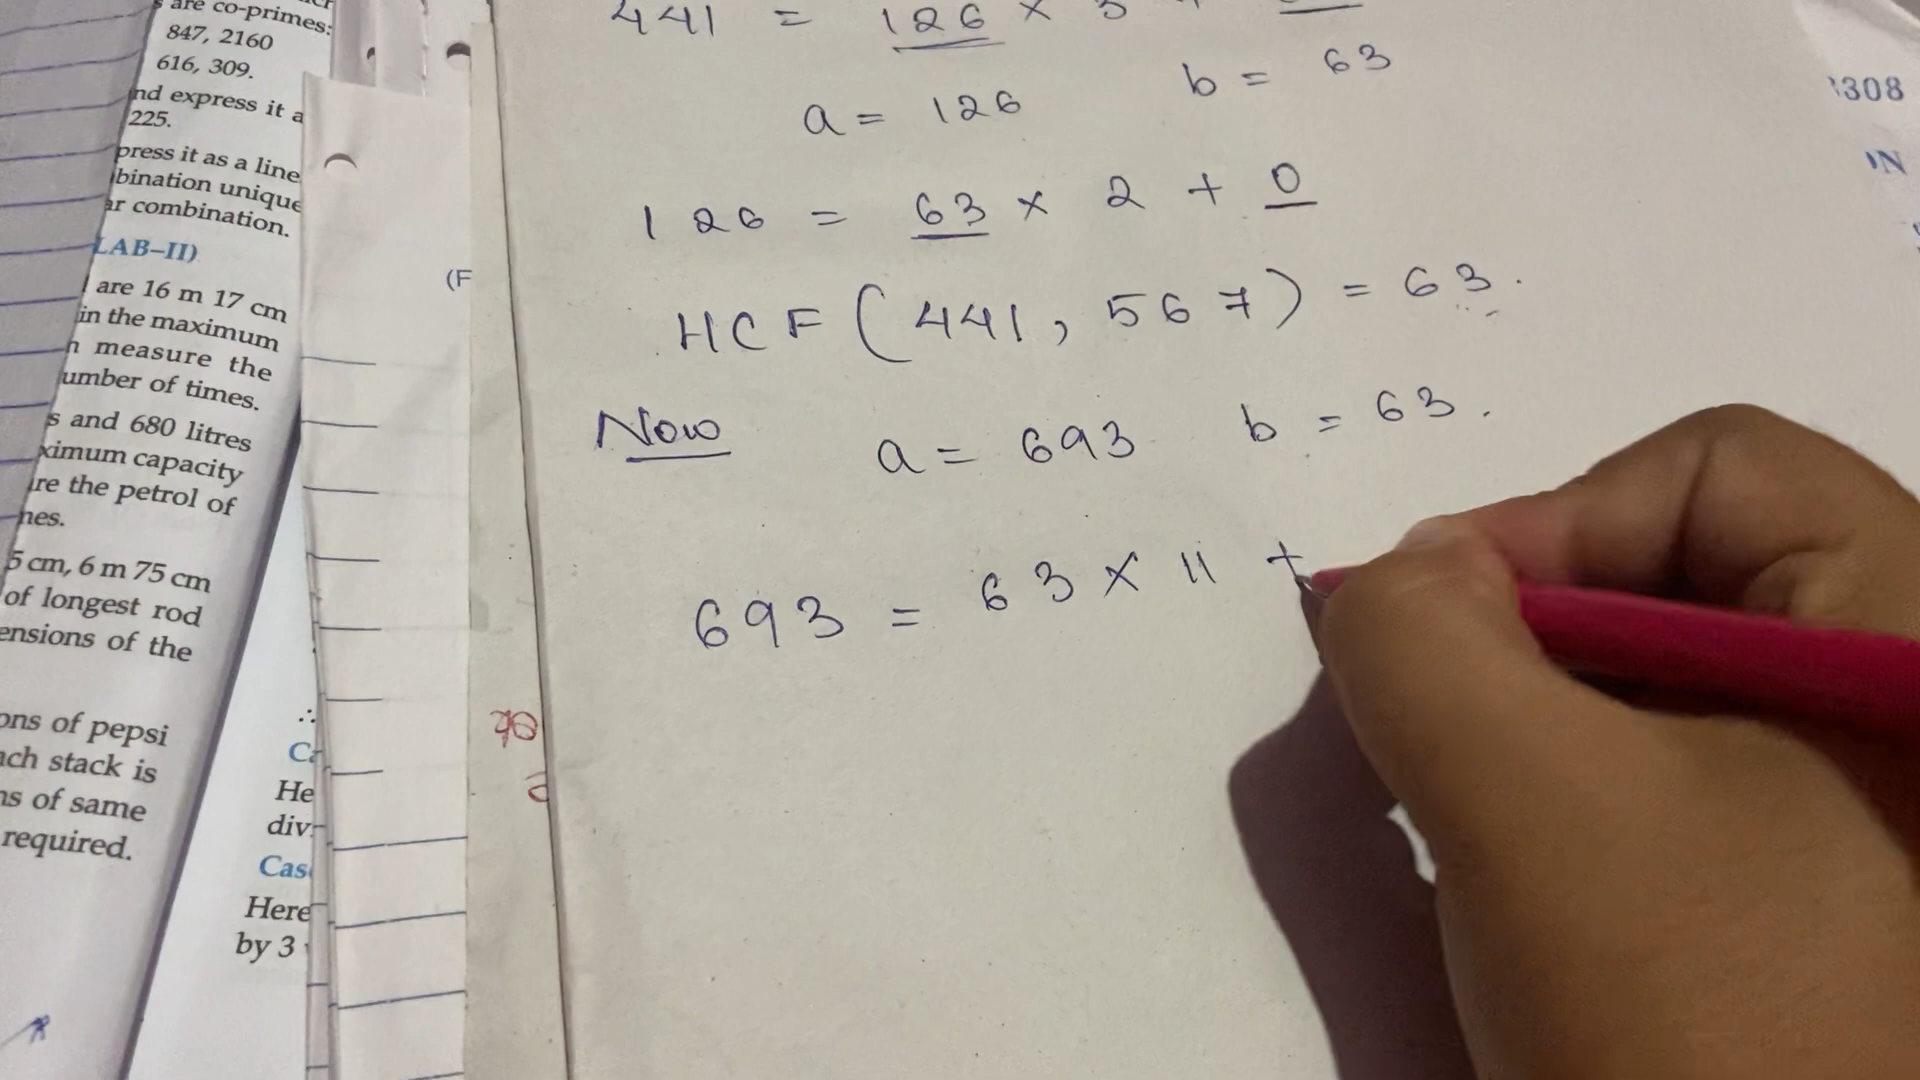 are co-primes:
847, 2160
616, 309.
nd express it a
225.
press it as a line
bination unique
ar combination.
LAB–II)
are 16 m 17 cm
in the maximum
n measure the
umber of times.
s and 680 litres
ximum capacity
re the petrol of
nes.
5 cm, 6 m 75 cm
of longest rod
ensions of the
ons of pepsi
ach stack is
ns of same
required.
(F
∴
He
div
Cas
Here
by 3
441 = 126 × 3 +
a = 126 b = 63
126 = 63 × 2 + 0
HCF (441, 567) = 63.
Now a = 693 b = 63.
693 = 63 × 11 +
308
IN